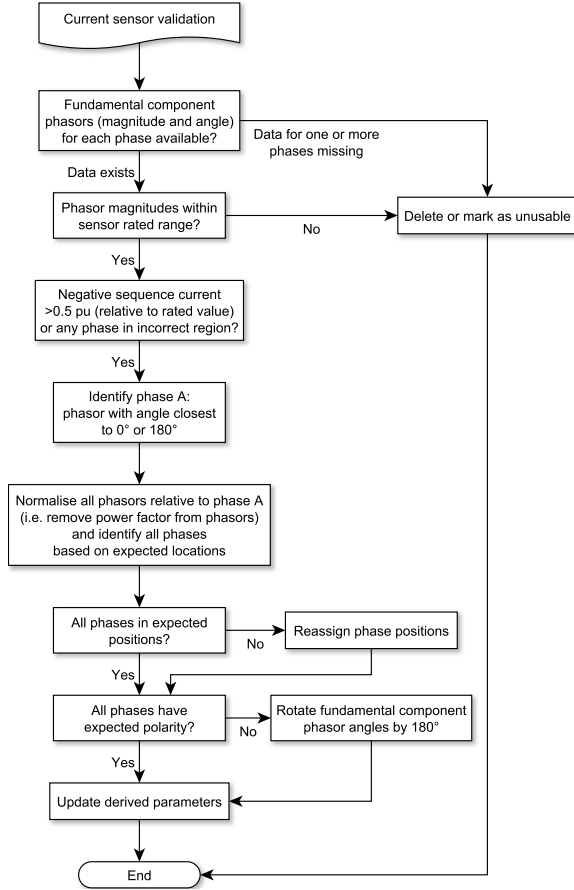 Current sensor validation
Fundamental component
phasors (magnitude and angle)
for each phase available?
Data for one or more
phases missing
Data exists
Phasor magnitudes within
sensor rated range?
No
Delete or mark as unusable
Yes
Negative sequence current
>0.5 pu (relative to rated value)
or any phase in incorrect region?
Yes
Identify phase A:
phasor with angle closest
to 0° or 180°
Normalise all phasors relative to phase A
(i.e. remove power factor from phasors)
and identify all phases
based on expected locations
All phases in expected
positions?
No
Reassign phase positions
Yes
All phases have
expected polarity?
No
Rotate fundamental component
phasor angles by 180°
Yes
Update derived parameters
End